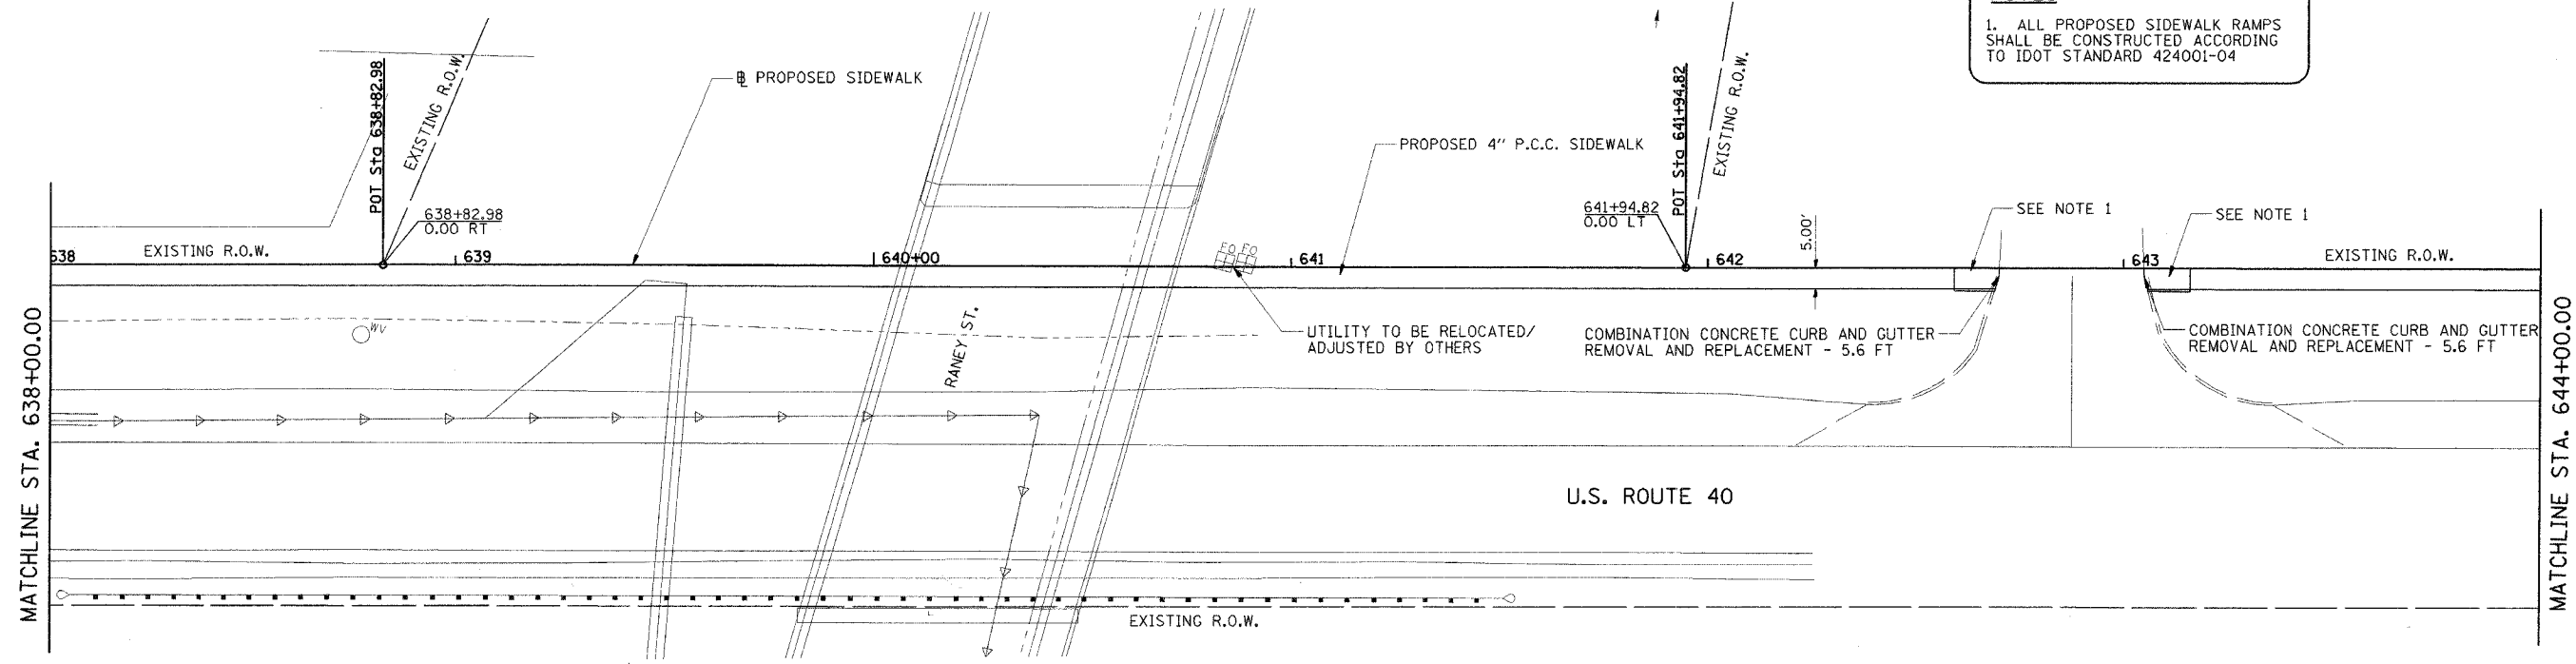 1. ALL PROPOSED SIDEWALK RAMPS
SHALL BE CONSTRUCTED ACCORDING
TO IDOT STANDARD 424001-04
POT Sta 638+82.98
EXISTING R.O.W.
℄ PROPOSED SIDEWALK
POT Sta 641+94.82
EXISTING R.O.W.
PROPOSED 4" P.C.C. SIDEWALK
638+82.98
0.00 RT
641+94.82
0.00 LT
5.00'
SEE NOTE 1
SEE NOTE 1
638
EXISTING R.O.W.
639
640+00
641
642
643
EXISTING R.O.W.
WV
RANEY ST.
UTILITY TO BE RELOCATED/
ADJUSTED BY OTHERS
COMBINATION CONCRETE CURB AND GUTTER
REMOVAL AND REPLACEMENT - 5.6 FT
COMBINATION CONCRETE CURB AND GUTTER
REMOVAL AND REPLACEMENT - 5.6 FT
MATCHLINE STA. 638+00.00
MATCHLINE STA. 644+00.00
U.S. ROUTE 40
EXISTING R.O.W.